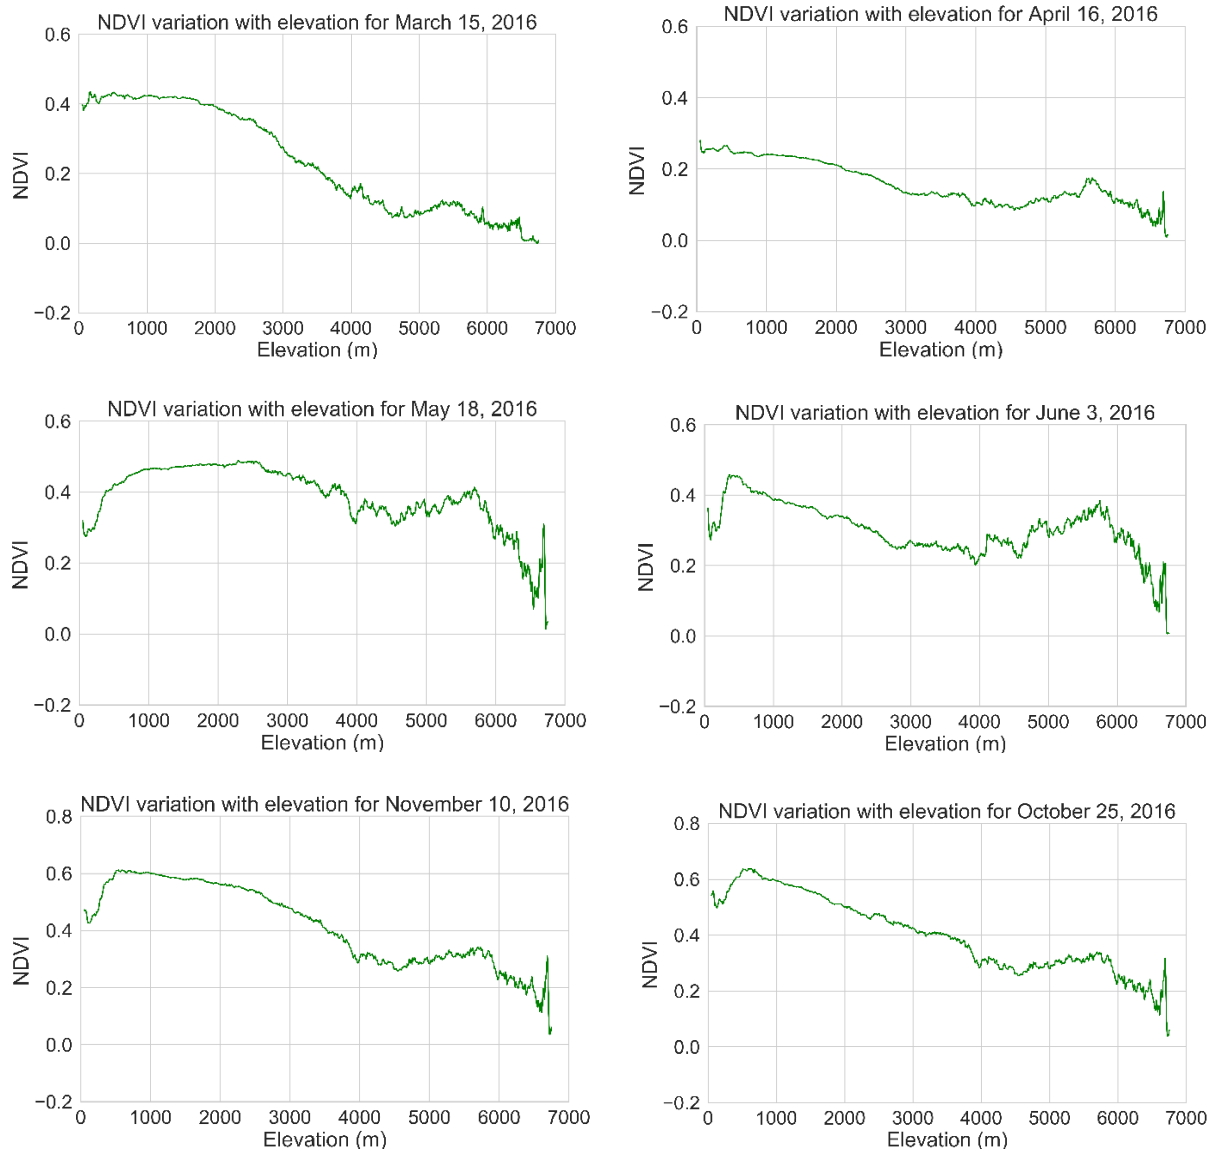 NDVI variation with elevation for March 15, 2016
0.6
0.4
0.2
0.0
−0.2
NDVI
0 1000 2000 3000 4000 5000 6000 7000
Elevation (m)
NDVI variation with elevation for April 16, 2016
0.6
0.4
0.2
0.0
−0.2
NDVI
0 1000 2000 3000 4000 5000 6000 7000
Elevation (m)
NDVI variation with elevation for May 18, 2016
0.6
0.4
0.2
0.0
−0.2
NDVI
0 1000 2000 3000 4000 5000 6000 7000
Elevation (m)
NDVI variation with elevation for June 3, 2016
0.6
0.4
0.2
0.0
−0.2
NDVI
0 1000 2000 3000 4000 5000 6000 7000
Elevation (m)
NDVI variation with elevation for November 10, 2016
0.8
0.6
0.4
0.2
0.0
−0.2
NDVI
0 1000 2000 3000 4000 5000 6000 7000
Elevation (m)
NDVI variation with elevation for October 25, 2016
0.8
0.6
0.4
0.2
0.0
−0.2
NDVI
0 1000 2000 3000 4000 5000 6000 7000
Elevation (m)